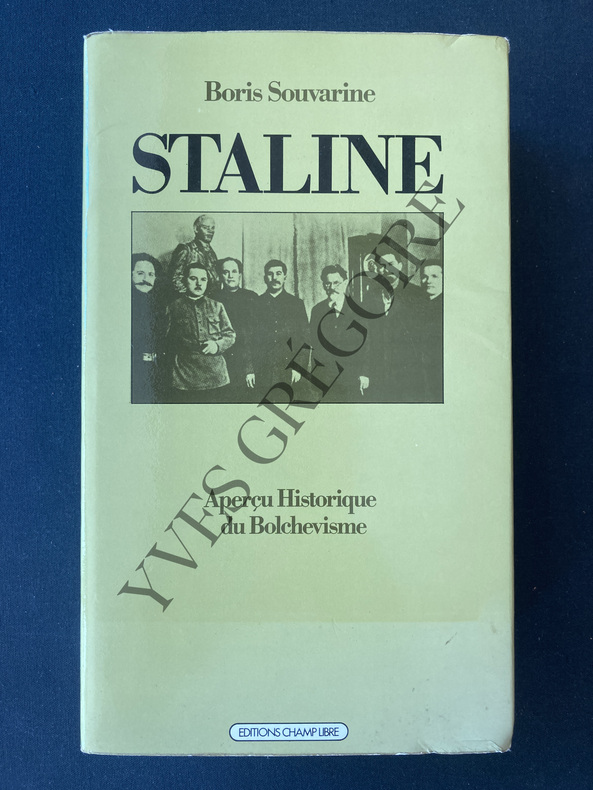 Boris Souvarine
STALINE
YVES GRÉGOIRE
Aperçu Historique
du Bolchevisme
EDITIONS CHAMP LIBRE